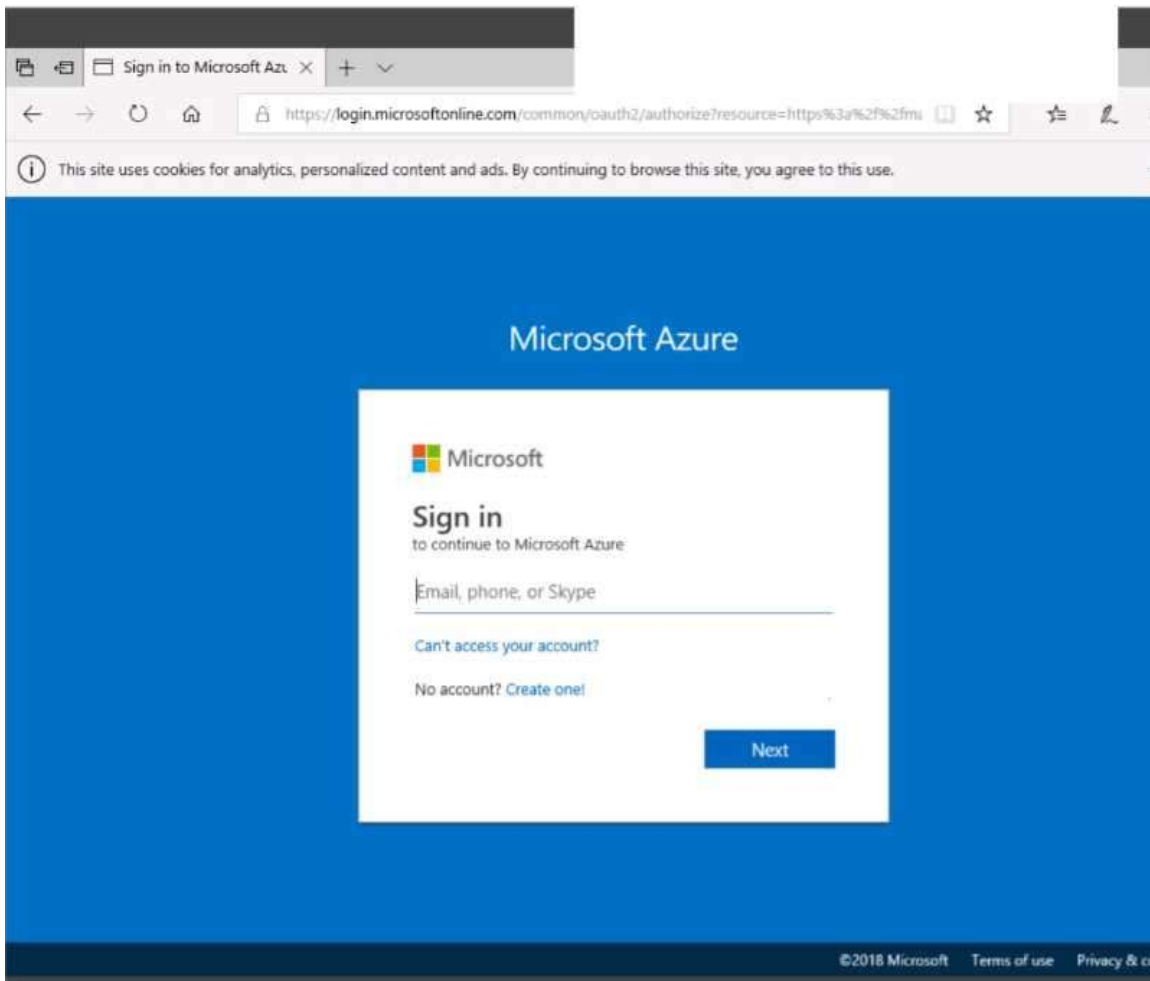 Sign in to Microsoft Azu
https://login.microsoftonline.com/common/oauth2/authorize?resource=https%3a%2f%2fm
This site uses cookies for analytics, personalized content and ads. By continuing to browse this site, you agree to this use.
Microsoft Azure
Microsoft
Sign in
to continue to Microsoft Azure
Email, phone, or Skype
Can't access your account?
No account? Create one!
Next
©2018 Microsoft Terms of use Privacy &